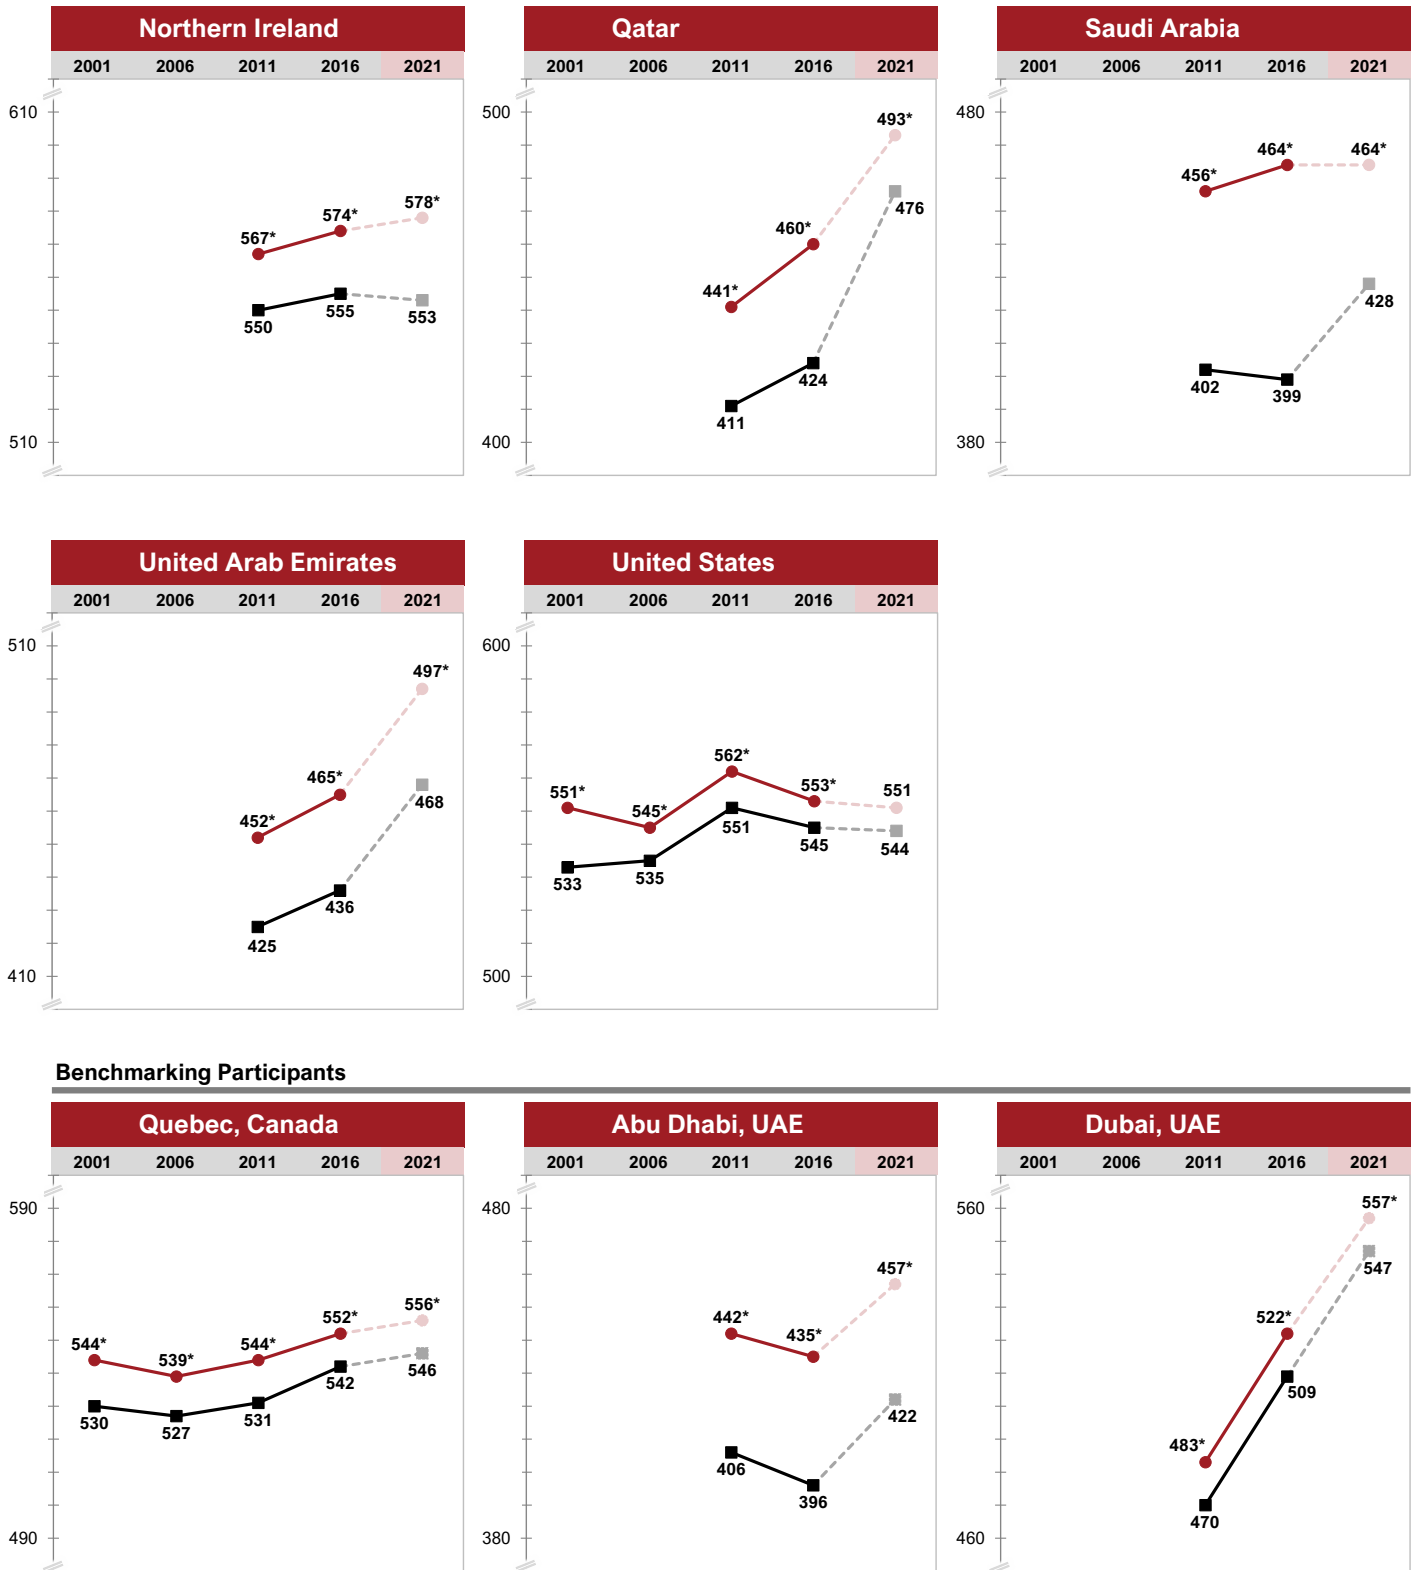 Northern Ireland Qatar Saudi Arabia
2001 2006 2011 2016 2021 2001 2006 2011 2016 2021 2001 2006 2011 2016 2021
610 500 480
493*
464* 464*
456*
578*
574*
567*
476
460*
441*
555
553
550
428
424
411
402
399
510 400 380
United Arab Emirates United States
2001 2006 2011 2016 2021 2001 2006 2011 2016 2021
510 600
497*
562*
465*
551* 545* 553* 551
468
452*
551 545 544
533 535
436
425
410 500
Benchmarking Participants
Quebec, Canada Abu Dhabi, UAE Dubai, UAE
2001 2006 2011 2016 2021 2001 2006 2011 2016 2021 2001 2006 2011 2016 2021
590 480 560
557*
547
457*
544* 539* 544* 552* 556*
442* 435*
522*
530 527 531 542 546
509
422
406
396
483*
470
490 380 460